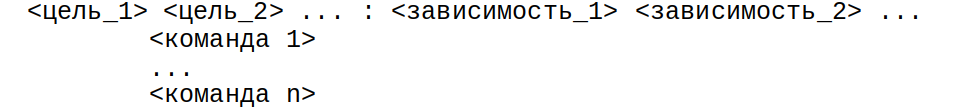 <цель_1> <цель_2> ... : <зависимость_1> <зависимость_2> ...
<команда 1>
...
<команда n>